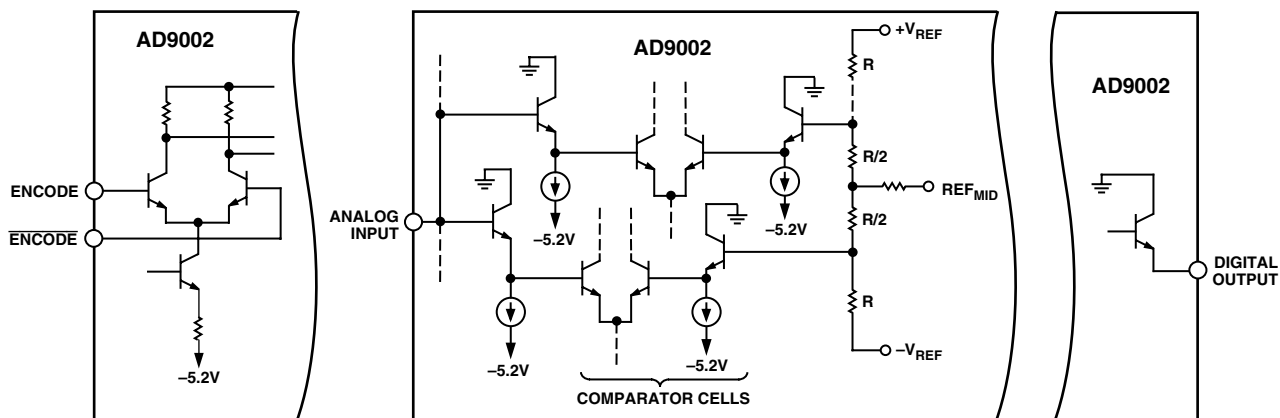 AD9002
ENCODE
ENCODE
–5.2V
AD9002
+VREF
R
R/2
REFMID
R/2
R
–VREF
ANALOG
INPUT
–5.2V
–5.2V
–5.2V
–5.2V
COMPARATOR CELLS
AD9002
DIGITAL
OUTPUT